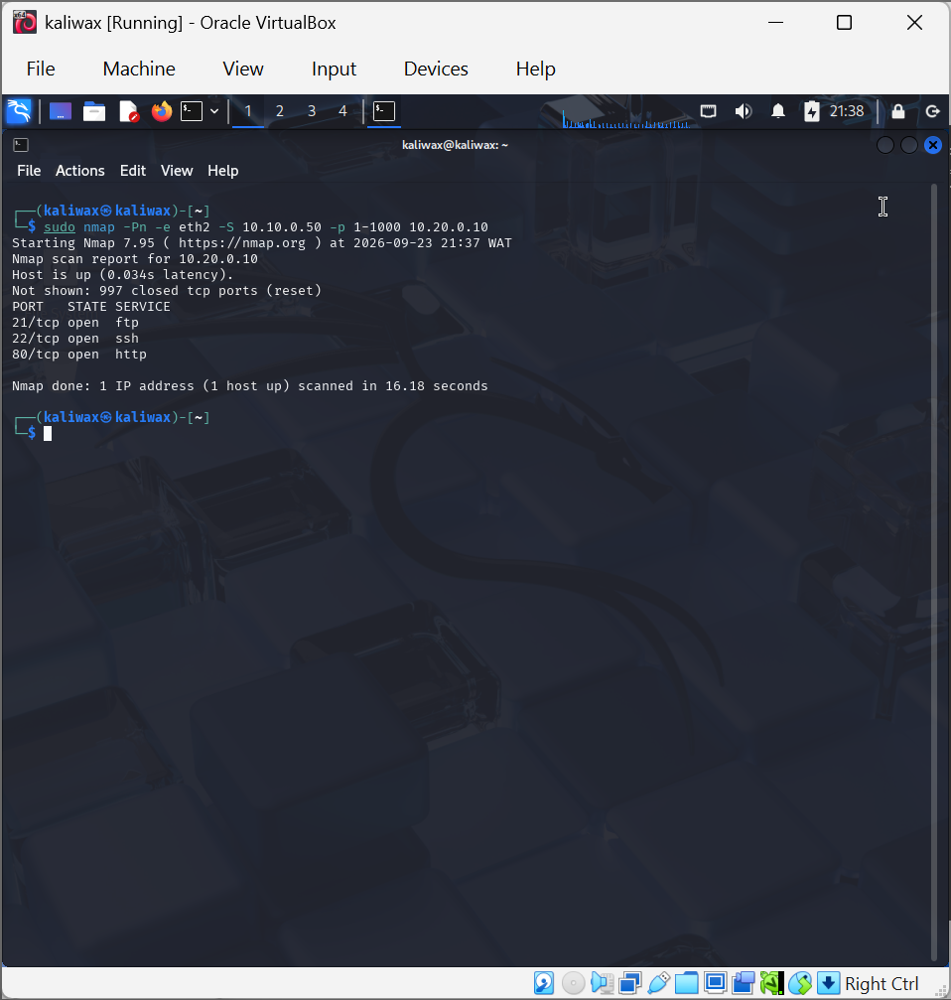 kaliwax [Running] - Oracle VirtualBox
File Machine View Input Devices Help
1 2 3 4 21:38
kaliwax@kaliwax: ~
File Actions Edit View Help
┌──(kaliwax㉿kaliwax)-[~]
└─$ sudo nmap -Pn -e eth2 -S 10.10.0.50 -p 1-1000 10.20.0.10
Starting Nmap 7.95 ( https://nmap.org ) at 2026-09-23 21:37 WAT
Nmap scan report for 10.20.0.10
Host is up (0.034s latency).
Not shown: 997 closed tcp ports (reset)
PORT   STATE SERVICE
21/tcp open  ftp
22/tcp open  ssh
80/tcp open  http
Nmap done: 1 IP address (1 host up) scanned in 16.18 seconds
┌──(kaliwax㉿kaliwax)-[~]
└─$
Right Ctrl